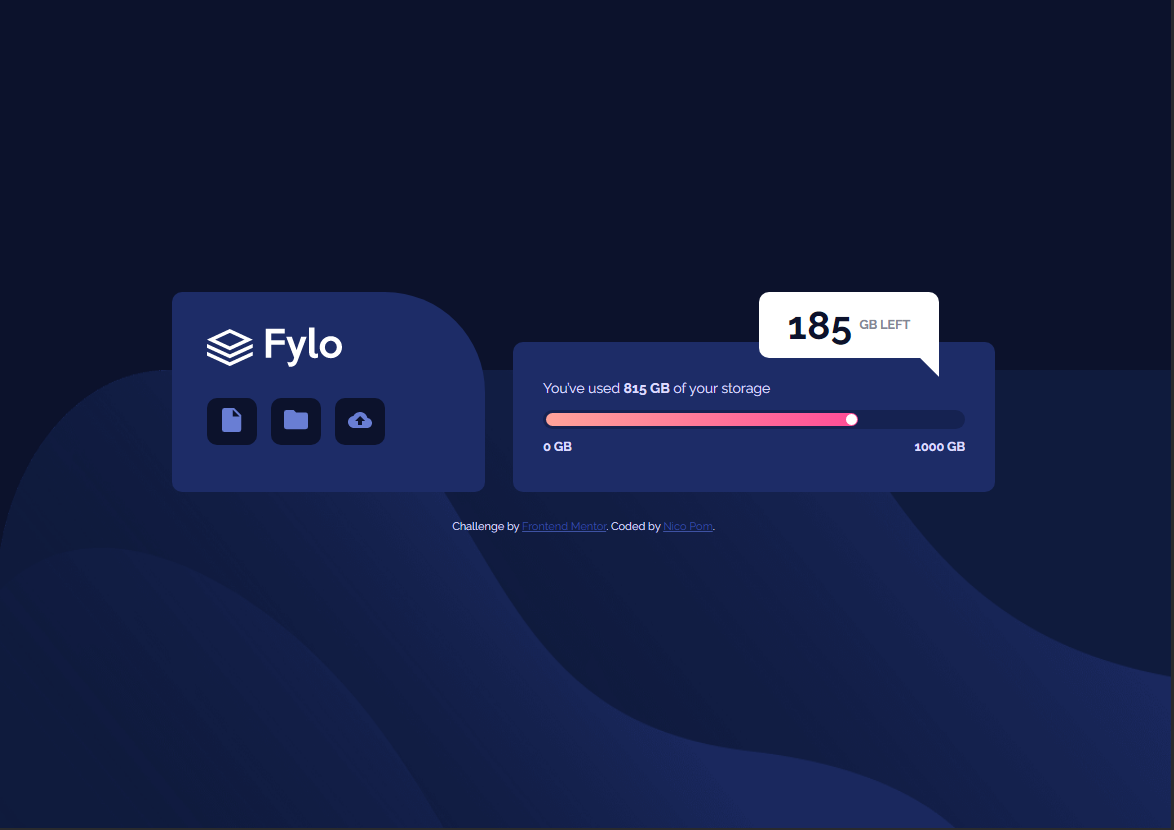 Fylo
185 GB LEFT
You've used 815 GB of your storage
0 GB 1000 GB
Challenge by Frontend Mentor. Coded by Nico Pom.